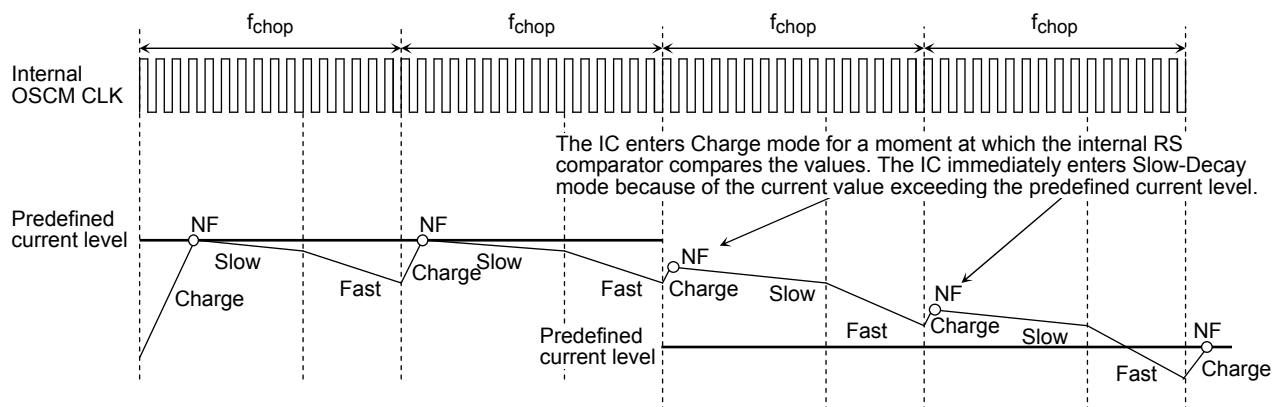 fchop
fchop
fchop
fchop
Internal
OSCM CLK
The IC enters Charge mode for a moment at which the internal RS
comparator compares the values. The IC immediately enters Slow-Decay
mode because of the current value exceeding the predefined current level.
Predefined
current level
NF
Slow
Charge
Fast
NF
Charge
Slow
Fast
NF
Charge
Slow
Fast
NF
Charge
Slow
Fast
NF
Charge
Predefined
current level